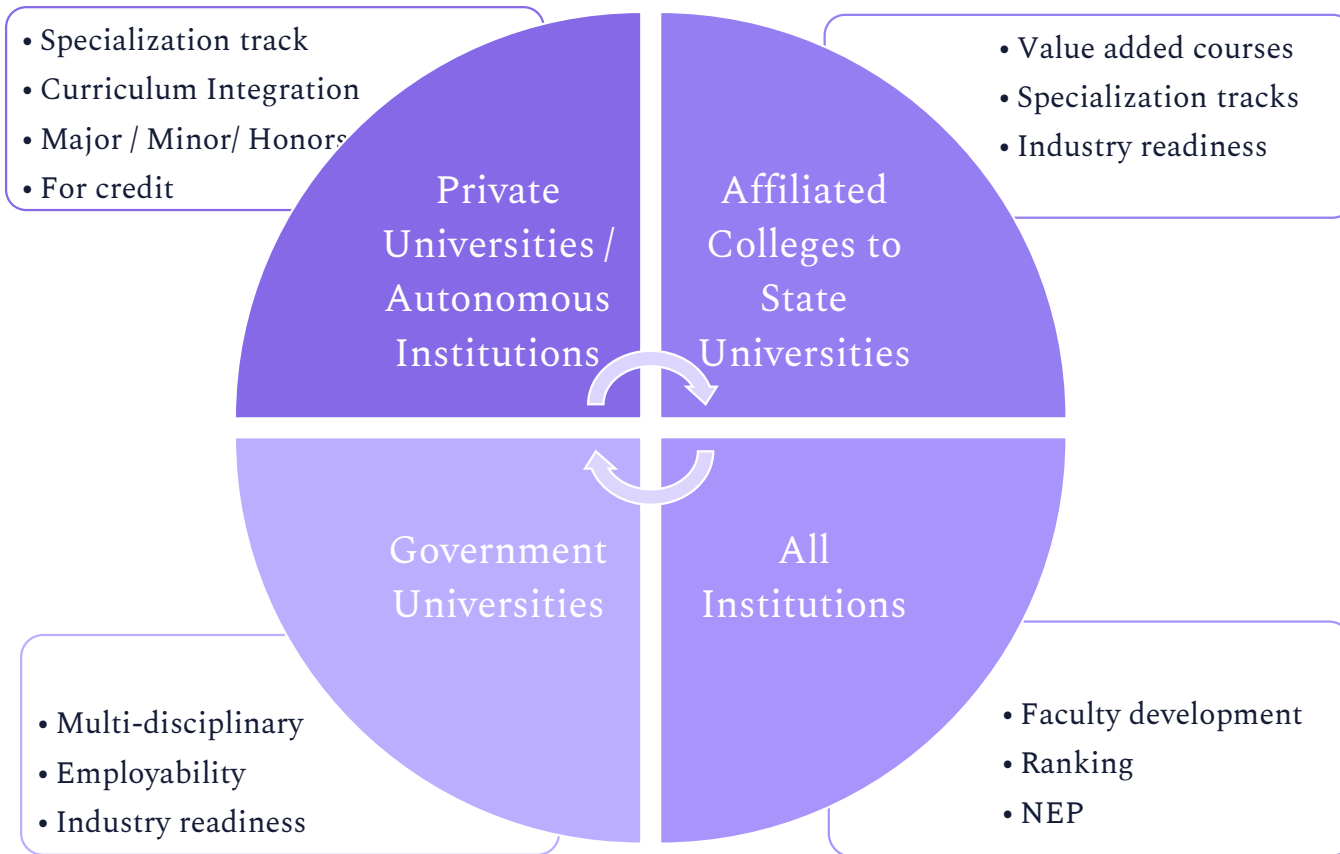 • Specialization track
• Curriculum Integration
• Major / Minor/ Honors
• For credit
Private
Universities /
Autonomous
Institutions
Affiliated
Colleges to
State
Universities
• Value added courses
• Specialization tracks
• Industry readiness
Government
Universities
• Multi-disciplinary
• Employability
• Industry readiness
All
Institutions
• Faculty development
• Ranking
• NEP